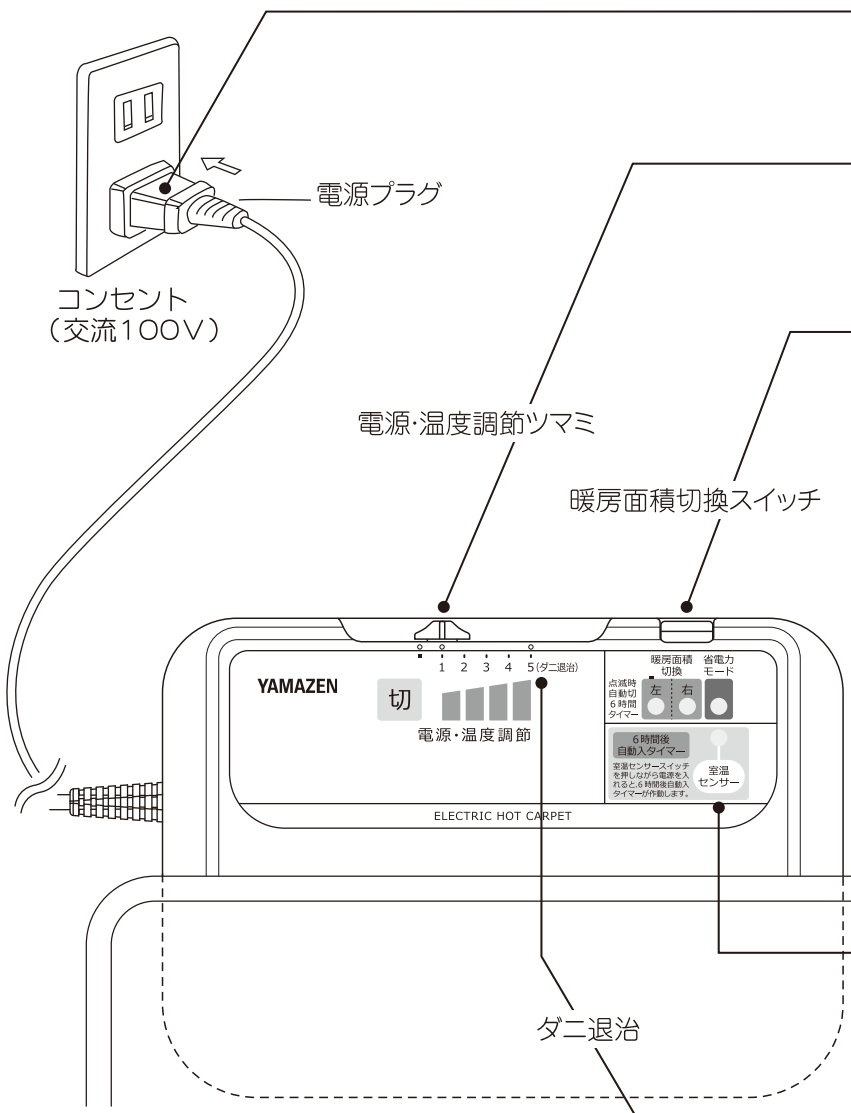 電源プラグ
コンセント
（交流100V）
電源・温度調節ツマミ
暖房面積切換スイッチ
1 2 3 4 5(ダニ退治)
YAMAZEN
切
電源・温度調節
暖房面積
切換
省電力
モード
点滅時
自動切
6時間
タイマー
左
右
6時間後
自動入タイマー
室温センサースイッチ
を押しながら電源を入
れると、6時間後自動入
タイマーが作動します。
室温
センサー
ELECTRIC HOT CARPET
ダニ退治